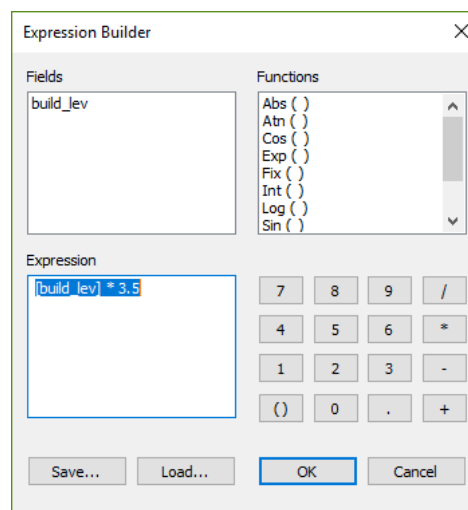 Expression Builder
Fields
Functions
build_lev
Abs ( )
Atn ( )
Cos ( )
Exp ( )
Fix ( )
Int ( )
Log ( )
Sin ( )
Expression
[build_lev] * 3.5
7 8 9 /
4 5 6 *
1 2 3 -
() 0 . +
Save... Load... OK Cancel